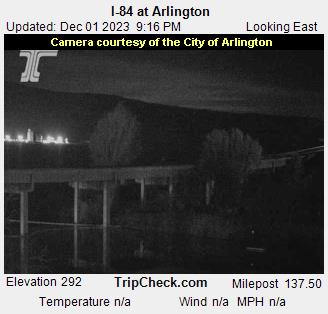 I-84 at Arlington
Updated: Dec 01 2023 9:16 PM Looking East
Camera courtesy of the City of Arlington
Elevation 292 TripCheck.com Milepost 137.50
Temperature n/a Wind n/a MPH n/a